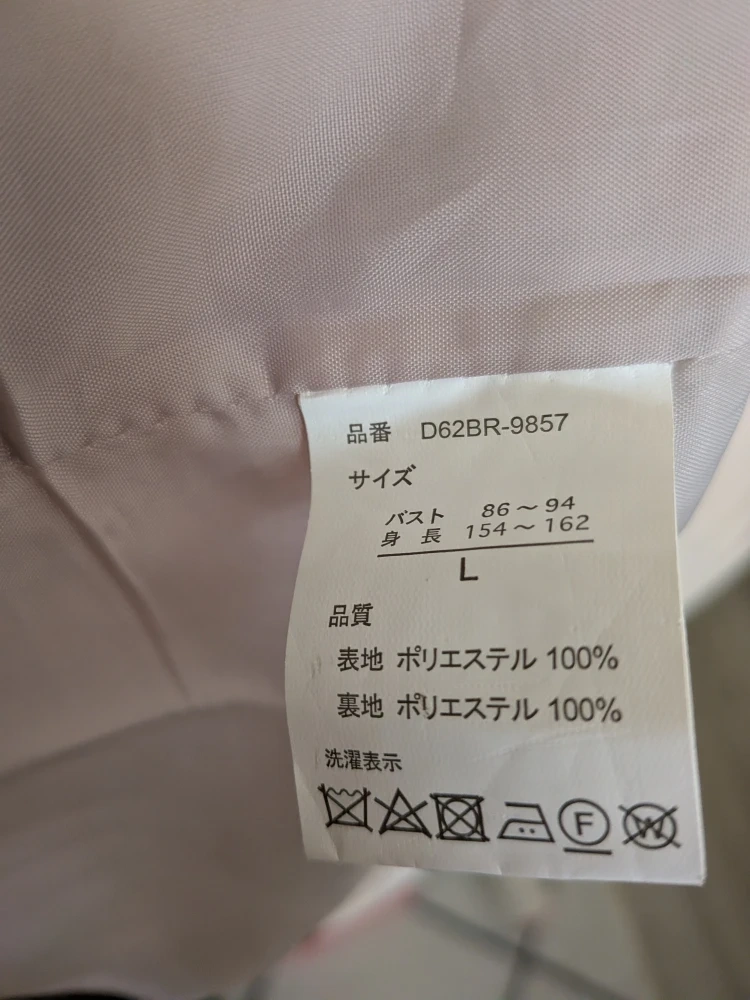 品番 D62BR-9857
サイズ
バスト 86～94
身長 154～162
L
品質
表地 ポリエステル 100%
裏地 ポリエステル 100%
洗濯表示
F W